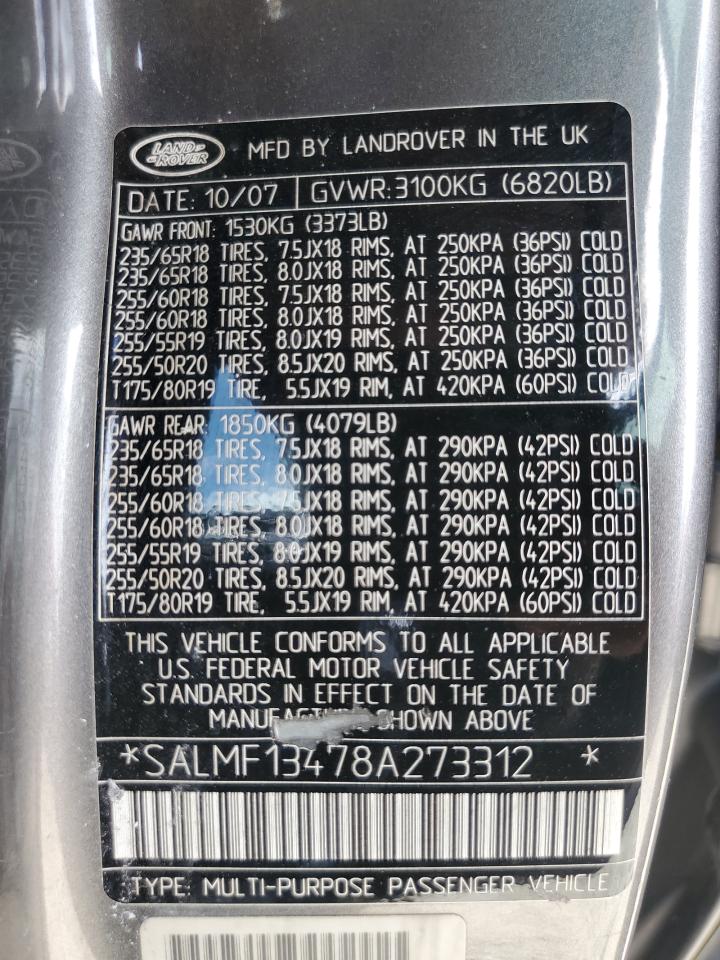 LAND-
-ROVER
MFD BY LANDROVER IN THE UK
DATE: 10/07 GVWR:3100KG (6820LB)
GAWR FRONT: 1530KG (3373LB)
235/65R18 TIRES, 7.5JX18 RIMS, AT 250KPA (36PSI) COLD
235/65R18 TIRES, 8.0JX18 RIMS, AT 250KPA (36PSI) COLD
255/60R18 TIRES, 7.5JX18 RIMS, AT 250KPA (36PSI) COLD
255/60R18 TIRES, 8.0JX18 RIMS, AT 250KPA (36PSI) COLD
255/55R19 TIRES, 8.0JX19 RIMS, AT 250KPA (36PSI) COLD
255/50R20 TIRES, 8.5JX20 RIMS, AT 250KPA (36PSI) COLD
T175/80R19 TIRE, 5.5JX19 RIM, AT 420KPA (60PSI) COLD
GAWR REAR: 1850KG (4079LB)
235/65R18 TIRES, 7.5JX18 RIMS, AT 290KPA (42PSI) COLD
235/65R18 TIRES, 8.0JX18 RIMS, AT 290KPA (42PSI) COLD
255/60R18 TIRES, 7.5JX18 RIMS, AT 290KPA (42PSI) COLD
255/60R18 TIRES, 8.0JX18 RIMS, AT 290KPA (42PSI) COLD
255/55R19 TIRES, 8.0JX19 RIMS, AT 290KPA (42PSI) COLD
255/50R20 TIRES, 8.5JX20 RIMS, AT 290KPA (42PSI) COLD
T175/80R19 TIRE, 5.5JX19 RIM, AT 420KPA (60PSI) COLD
THIS VEHICLE CONFORMS TO ALL APPLICABLE
U.S. FEDERAL MOTOR VEHICLE SAFETY
STANDARDS IN EFFECT ON THE DATE OF
MANUFACTURE SHOWN ABOVE
*SALMF13478A273312 *
TYPE: MULTI-PURPOSE PASSENGER VEHICLE